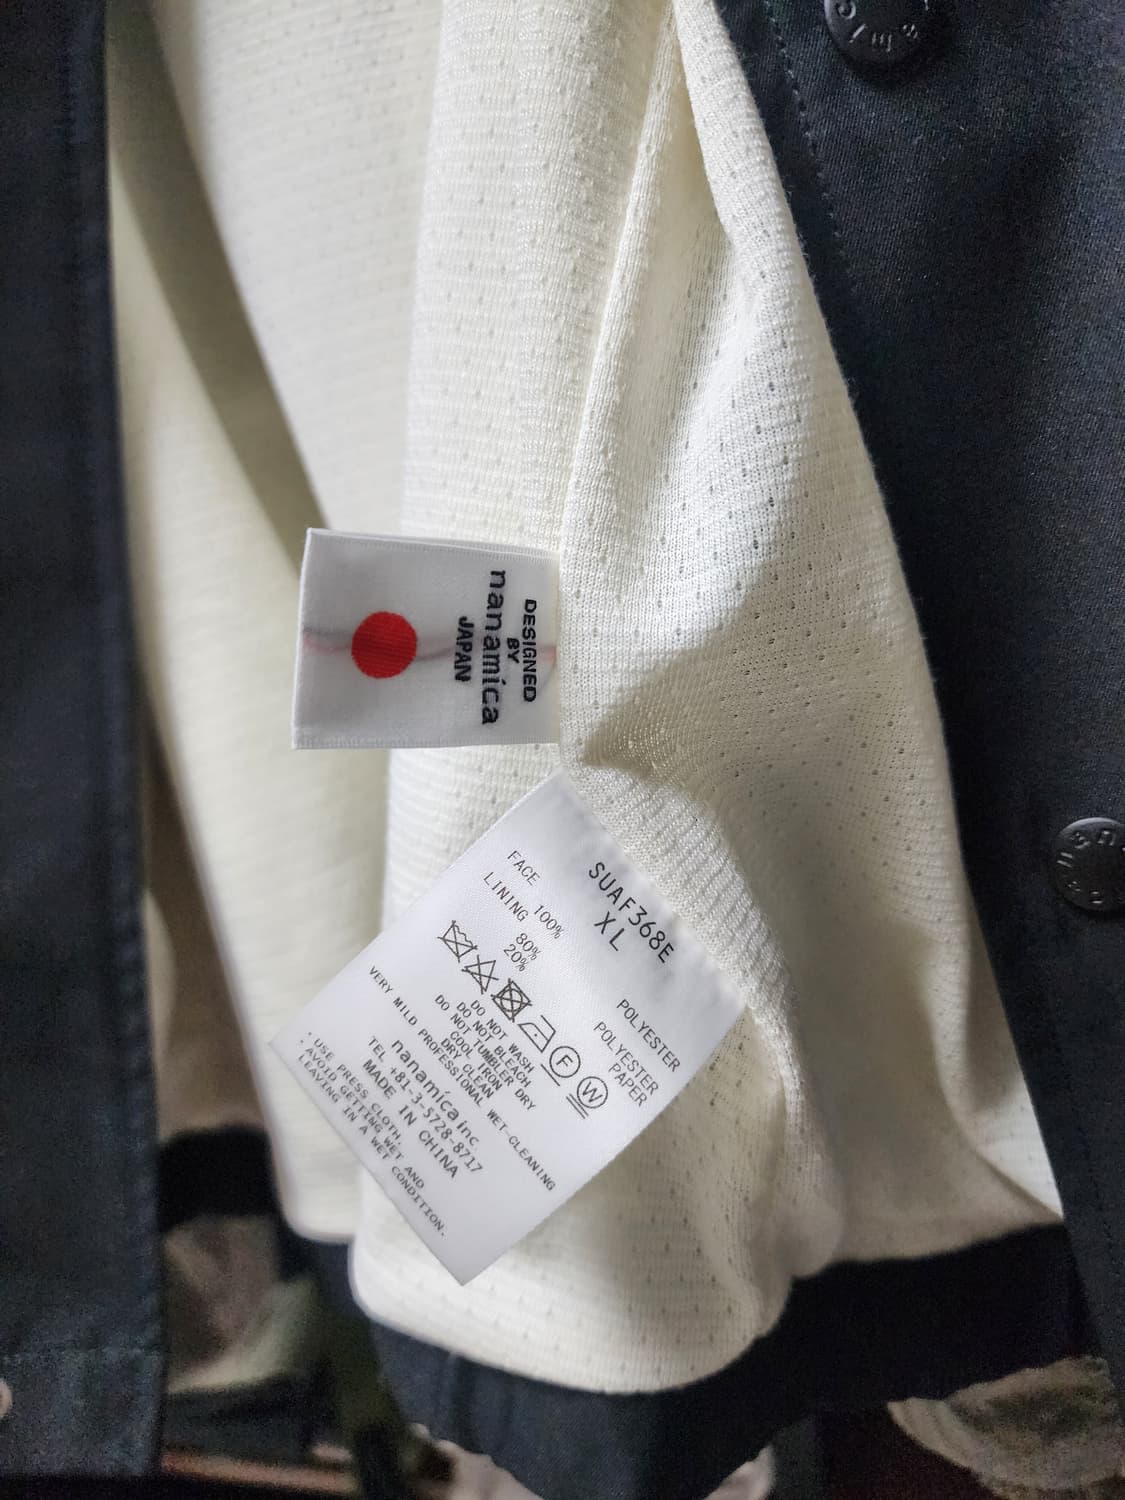 DESIGNED
BY
nanamica
JAPAN
SUAF368E
XL
FACE 100% POLYESTER
LINING 80% POLYESTER
20% PAPER
F W
DO NOT WASH
DO NOT BLEACH
DO NOT TUMBLER DRY
COOL IRON
DRY CLEAN
VERY MILD PROFESSIONAL WET-CLEANING
nanamica inc.
TEL +81-3-5728-8717
MADE IN CHINA
・USE PRESS CLOTH.
・AVOID GETTING WET AND
LEAVING IN A WET CONDITION.